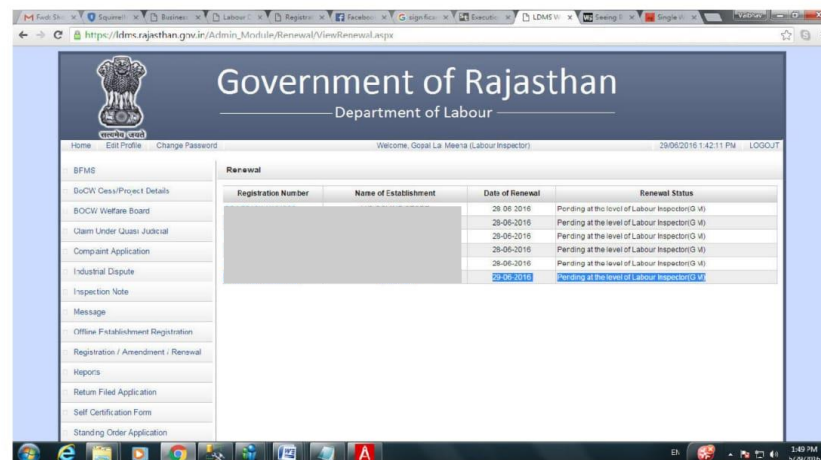 https://ldms.rajasthan.gov.in/Admin_Module/Renewal/ViewRenewal.aspx
Government of Rajasthan
Department of Labour
सत्यमेव जयते
Home Edit Profile Change Password Welcome, Gopal Lal Meena (Labour Inspector) 29/06/2016 1:42:11 PM LOGOUT
BFMS
BoCW Cess/Project Details
BOCW Welfare Board
Claim Under Quasi Judicial
Complaint Application
Industrial Dispute
Inspection Note
Message
Offline Establishment Registration
Registration / Amendment / Renewal
Reports
Return Filed Application
Self Certification Form
Standing Order Application
Renewal
Registration Number Name of Establishment Date of Renewal Renewal Status
28-06-2016 Pending at the level of Labour Inspector(G M)
28-06-2016 Pending at the level of Labour Inspector(G M)
28-06-2016 Pending at the level of Labour Inspector(G M)
28-06-2016 Pending at the level of Labour Inspector(G M)
28-06-2016 Pending at the level of Labour Inspector(G M)
29-06-2016 Pending at the level of Labour Inspector(G M)
EN 1:49 PM